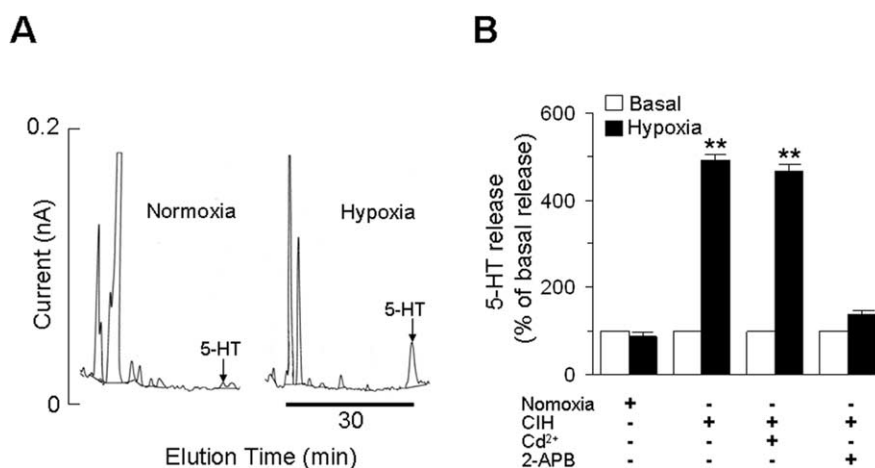 A
0.2
0
Current (nA)
Normoxia
Hypoxia
5-HT
5-HT
30
Elution Time (min)
B
Basal
Hypoxia
600
400
200
100
0
5-HT release
(% of basal release)
**
**
Nomoxia + - - -
CIH - + + +
Cd²⁺ - - + -
2-APB - - - +